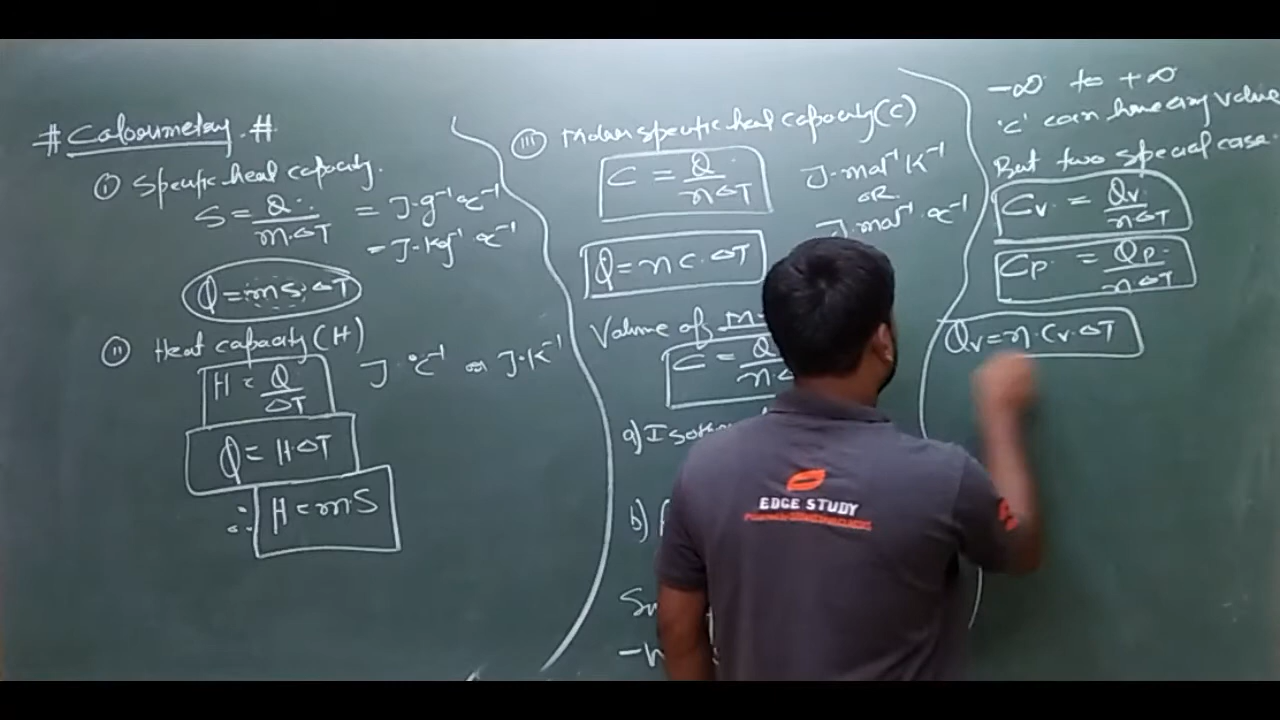 # Calorimetry. #
(i) Specific heat capacity.
S = Q / m.ΔT = J.g⁻¹ °C⁻¹
= J.Kg⁻¹ °C⁻¹
Q = m S. ΔT
(ii) Heat capacity (H)
H = Q / ΔT J. °C⁻¹ or J.K⁻¹
Q = H.ΔT
∴ H = mS
(iii) Molar specific heat capacity (C)
C = Q / nΔT J.mol⁻¹ K⁻¹
OR
J.mol⁻¹ °C⁻¹
Q = n C. ΔT
Value of
C =
a)
b)
-∞ to +∞
'C' can have any value
But two special case.
Cv. = Qv / nΔT
Cp. = Qp. / nΔT
Qv = n.Cv.ΔT
EDGE STUDY